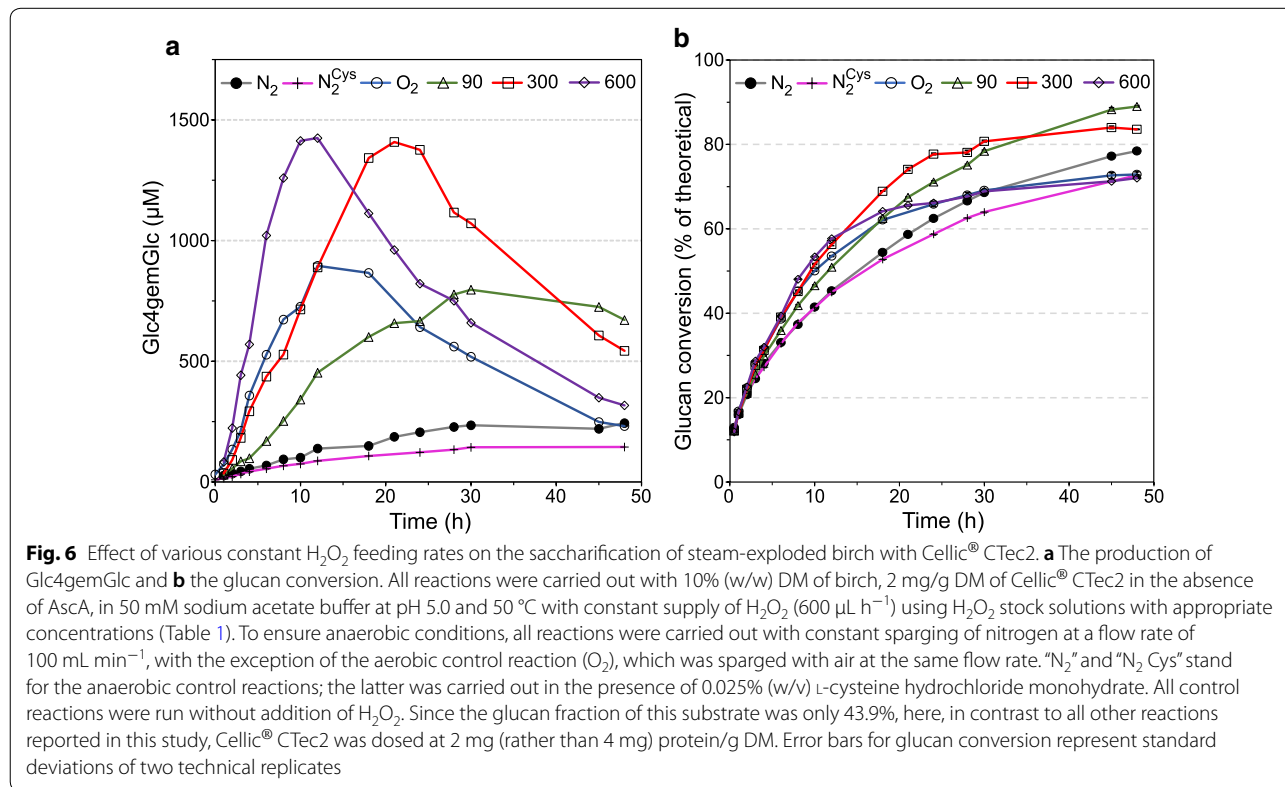 a
N₂ N₂^Cys O₂ 90 300 600
1500
1000
500
0
Glc4gemGlc (µM)
0 10 20 30 40 50
Time (h)
b
N₂ N₂^Cys O₂ 90 300 600
100
80
60
40
20
0
Glucan conversion (% of theoretical)
0 10 20 30 40 50
Time (h)
Fig. 6 Effect of various constant H₂O₂ feeding rates on the saccharification of steam-exploded birch with Cellic® CTec2. a The production of
Glc4gemGlc and b the glucan conversion. All reactions were carried out with 10% (w/w) DM of birch, 2 mg/g DM of Cellic® CTec2 in the absence
of AscA, in 50 mM sodium acetate buffer at pH 5.0 and 50 °C with constant supply of H₂O₂ (600 µL h⁻¹) using H₂O₂ stock solutions with appropriate
concentrations (Table 1). To ensure anaerobic conditions, all reactions were carried out with constant sparging of nitrogen at a flow rate of
100 mL min⁻¹, with the exception of the aerobic control reaction (O₂), which was sparged with air at the same flow rate. “N₂” and “N₂ Cys” stand
for the anaerobic control reactions; the latter was carried out in the presence of 0.025% (w/v) L-cysteine hydrochloride monohydrate. All control
reactions were run without addition of H₂O₂. Since the glucan fraction of this substrate was only 43.9%, here, in contrast to all other reactions
reported in this study, Cellic® CTec2 was dosed at 2 mg (rather than 4 mg) protein/g DM. Error bars for glucan conversion represent standard
deviations of two technical replicates